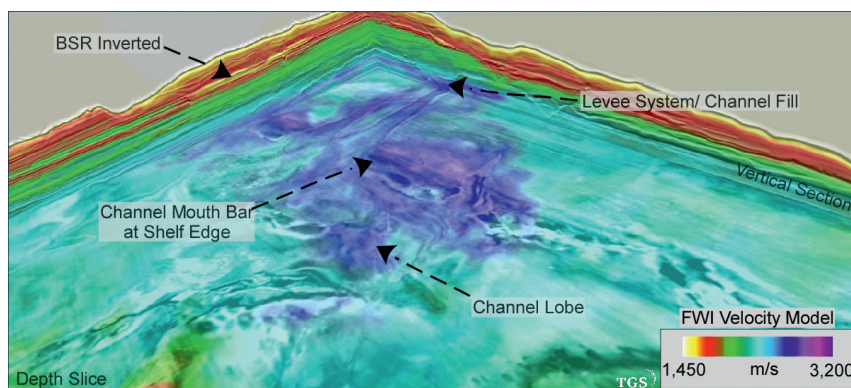 BSR Inverted
Levee System/ Channel Fill
Vertical Section
Channel Mouth Bar
at Shelf Edge
Channel Lobe
FWI Velocity Model
1,450 m/s 3,200
Depth Slice
TGS